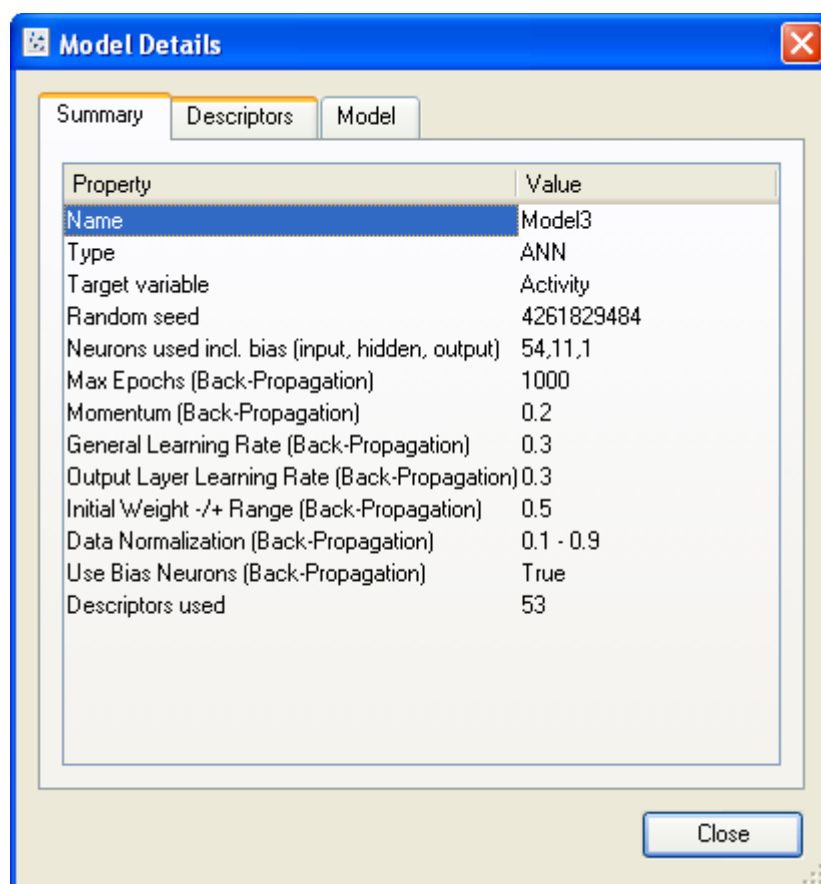 Model Details
Summary Descriptors Model
Property Value
Name Model3
Type ANN
Target variable Activity
Random seed 4261829484
Neurons used incl. bias (input, hidden, output) 54,11,1
Max Epochs (Back-Propagation) 1000
Momentum (Back-Propagation) 0.2
General Learning Rate (Back-Propagation) 0.3
Output Layer Learning Rate (Back-Propagation) 0.3
Initial Weight -/+ Range (Back-Propagation) 0.5
Data Normalization (Back-Propagation) 0.1 - 0.9
Use Bias Neurons (Back-Propagation) True
Descriptors used 53
Close